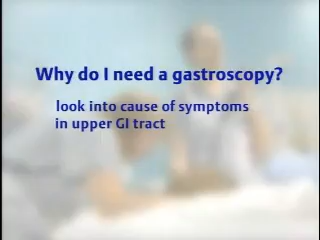 Why do I need a gastroscopy?
look into cause of symptoms
in upper GI tract